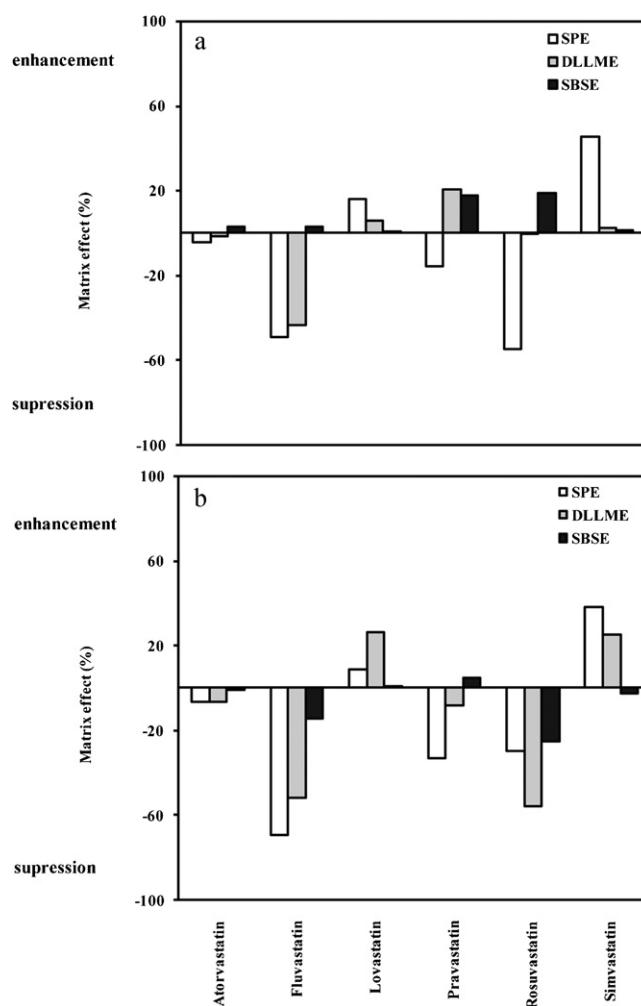 a
100
60
20
-20
-60
-100
enhancement
Matrix effect (%)
supression
SPE
DLLME
SBSE
b
100
60
20
-20
-60
-100
enhancement
Matrix effect (%)
supression
SPE
DLLME
SBSE
Atorvastatin
Fluvastatin
Lovastatin
Pravastatin
Rosuvastatin
Simvastatin